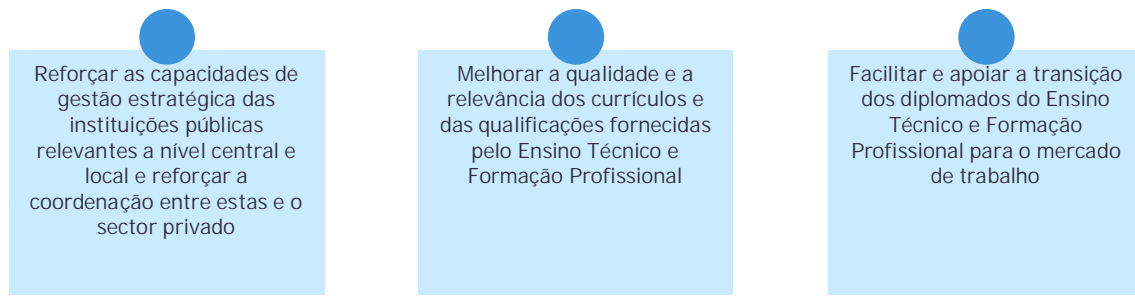 Reforçar as capacidades de
gestão estratégica das
instituições públicas
relevantes a nível central e
local e reforçar a
coordenação entre estas e o
sector privado
Melhorar a qualidade e a
relevância dos currículos e
das qualificações fornecidas
pelo Ensino Técnico e
Formação Profissional
Facilitar e apoiar a transição
dos diplomados do Ensino
Técnico e Formação
Profissional para o mercado
de trabalho